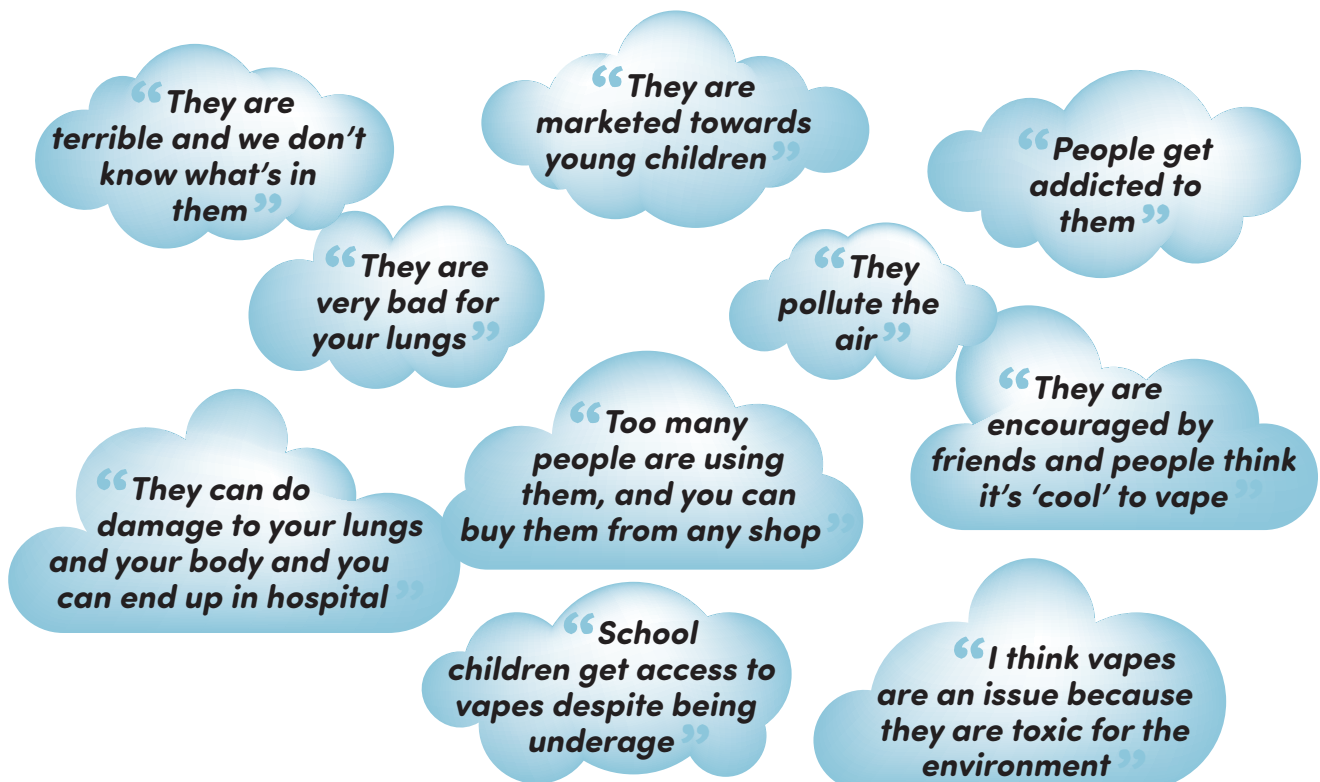 “They are
terrible and we don’t
know what’s in
them”
“They are
marketed towards
young children”
“People get
addicted to
them”
“They are
very bad for
your lungs”
“They
pollute the
air”
“They are
encouraged by
friends and people think
it’s ‘cool’ to vape”
“They can do
damage to your lungs
and your body and you
can end up in hospital”
“Too many
people are using
them, and you can
buy them from any shop”
“School
children get access to
vapes despite being
underage”
“I think vapes
are an issue because
they are toxic for the
environment”